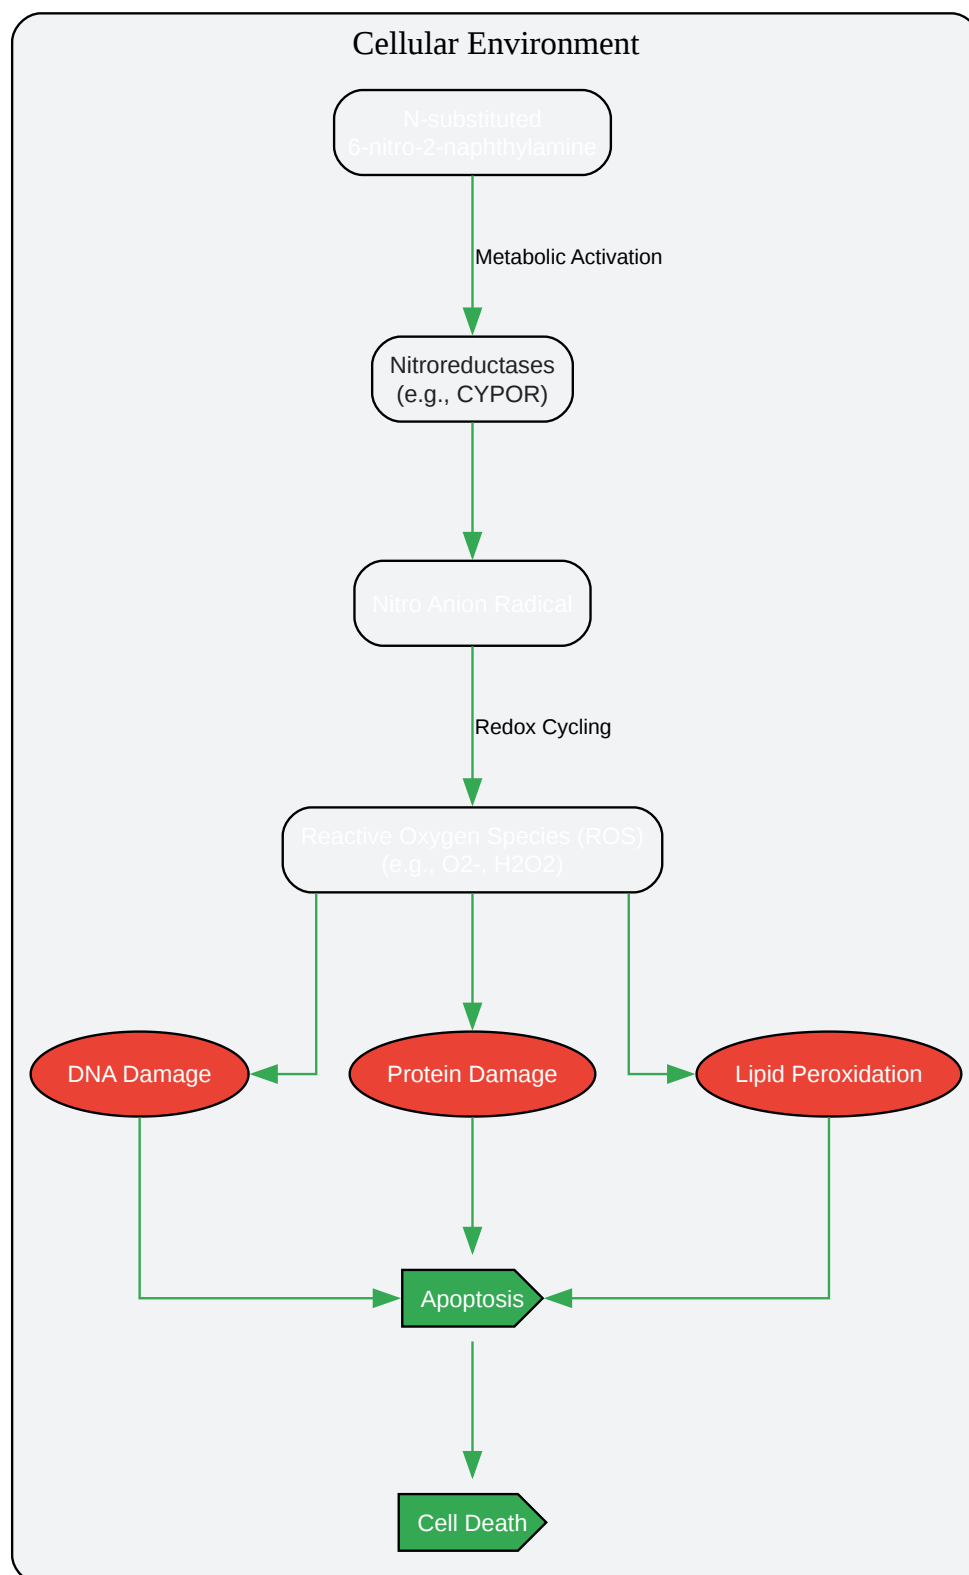 Cellular Environment
N-substituted
6-nitro-2-naphthylamine
Metabolic Activation
Nitroreductases
(e.g., CYPOR)
Nitro Anion Radical
Redox Cycling
Reactive Oxygen Species (ROS)
(e.g., O2-, H2O2)
DNA Damage
Protein Damage
Lipid Peroxidation
Apoptosis
Cell Death